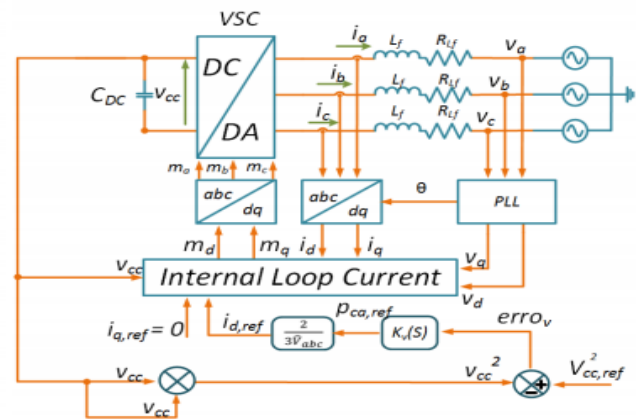 VSC
i_a L_f R_Lf v_a
i_b L_f R_Lf v_b
i_c L_f R_Lf v_c
DC
DA
C_DC v_cc
m_a m_b m_c
abc
dq
abc
dq
θ
PLL
m_d m_q i_d i_q
v_q
v_d
v_cc
Internal Loop Current
i_q,ref = 0
i_d,ref
2
3V̂_abc
p_ca,ref
K_v(S)
erro_v
v_cc
v_cc
v_cc^2
- +
V_cc,ref^2